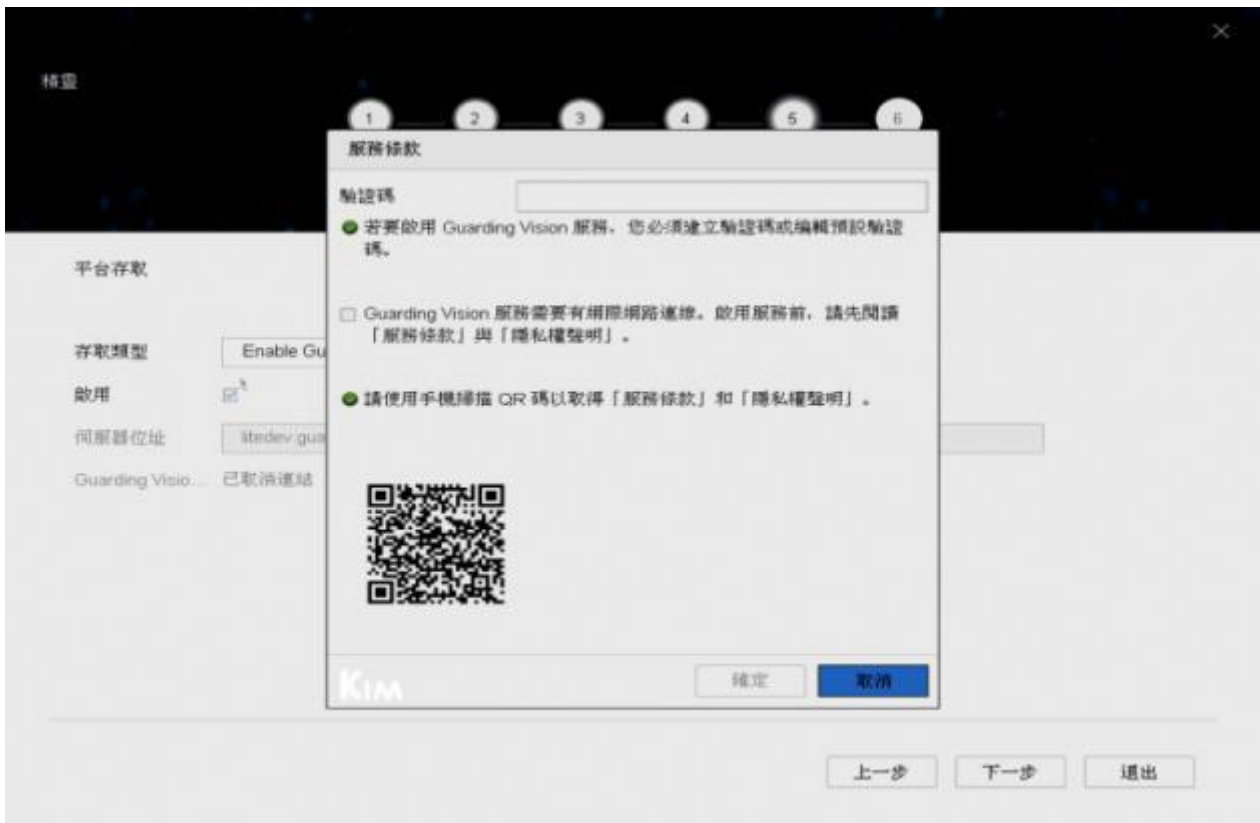 精靈
1 2 3 4 5 6
服務條款
驗證碼
若要啟用 Guarding Vision 服務，您必須建立驗證碼或編輯預設驗證
碼。
平台存取
Guarding Vision 服務需要有網際網路連線。啟用服務前，請先閱讀
「服務條款」與「隱私權聲明」。
存取類型 Enable Gu
啟用
請使用手機掃描 QR 碼以取得「服務條款」和「隱私權聲明」。
伺服器位址 litedev.gua
Guarding Visio... 已取消連結
KIM
確定 取消
上一步 下一步 退出